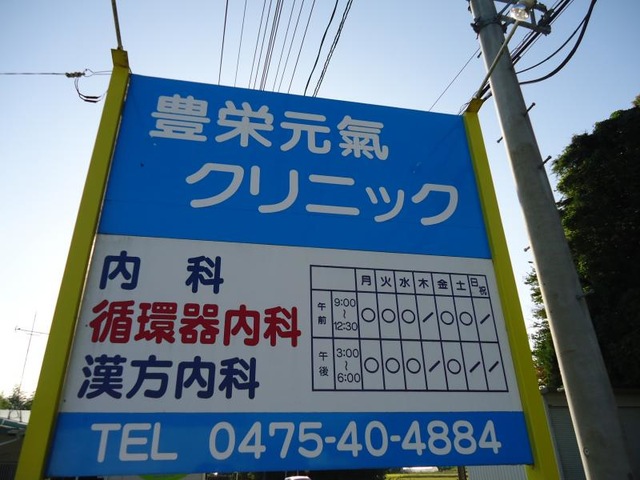 豊栄元氣
クリニック
内 科
循環器内科
漢方内科
月 火 水 木 金 土 日祝
午前 9:00～12:30 ○ ○ ○ / ○ ○ /
午後 3:00～6:00 ○ ○ ○ / ○ / /
TEL 0475-40-4884